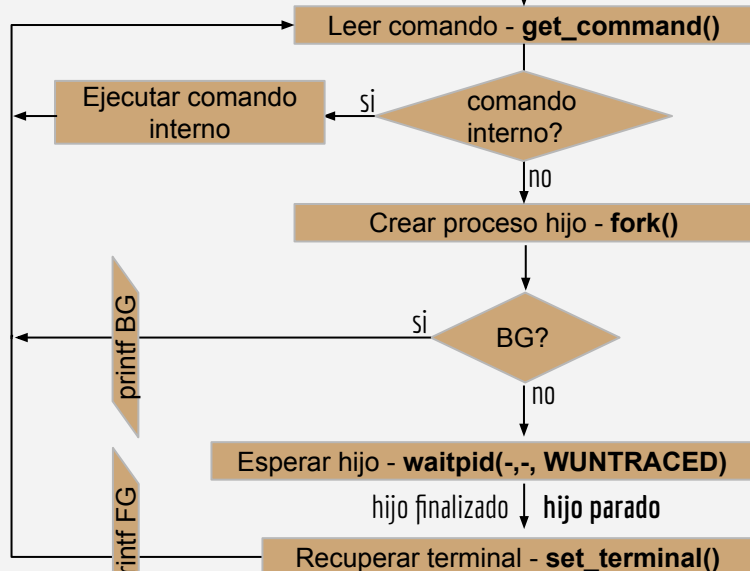 Leer comando - get_command()
Ejecutar comando
interno
si
comando
interno?
no
Crear proceso hijo - fork()
printf BG
si
BG?
no
Esperar hijo - waitpid(-,-, WUNTRACED)
hijo finalizado
hijo parado
FG
Recuperar terminal - set_terminal()